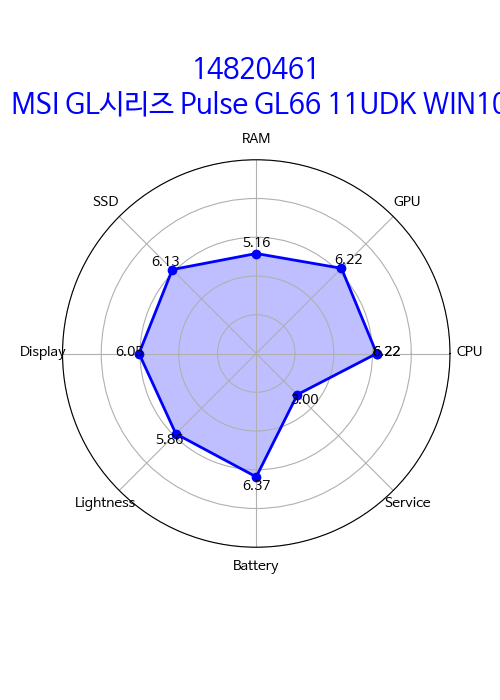 14820461
MSI GL시리즈 Pulse GL66 11UDK WIN10
RAM
SSD
GPU
5.16
6.13
6.22
Display
6.05
6.22
CPU
5.86
3.00
Lightness
6.37
Service
Battery